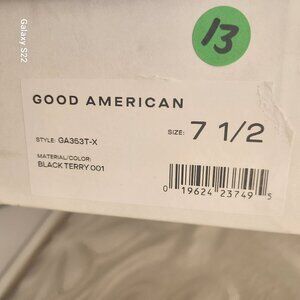 Galaxy S22
13
GOOD AMERICAN
SIZE: 7 1/2
STYLE: GA353T-X
MATERIAL/COLOR:
BLACK TERRY 001
0 19624 23749 5